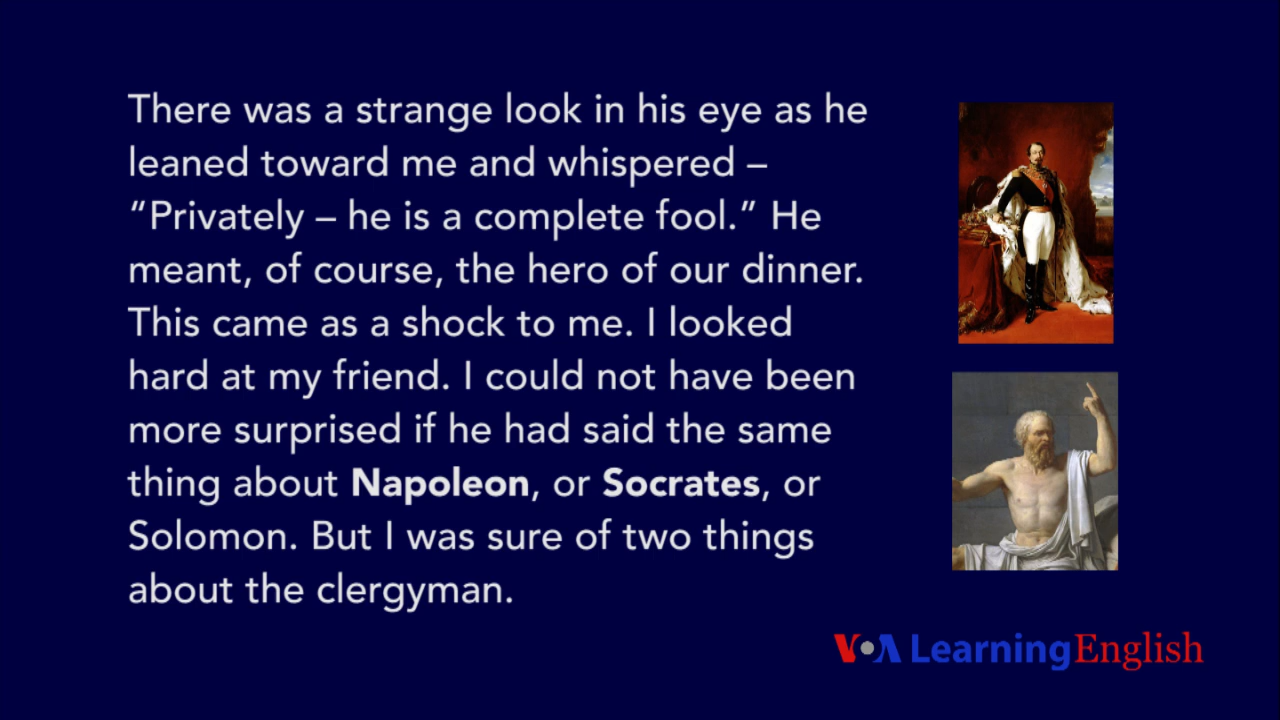 There was a strange look in his eye as he
leaned toward me and whispered –
“Privately – he is a complete fool.” He
meant, of course, the hero of our dinner.
This came as a shock to me. I looked
hard at my friend. I could not have been
more surprised if he had said the same
thing about Napoleon, or Socrates, or
Solomon. But I was sure of two things
about the clergyman.
VOA Learning English